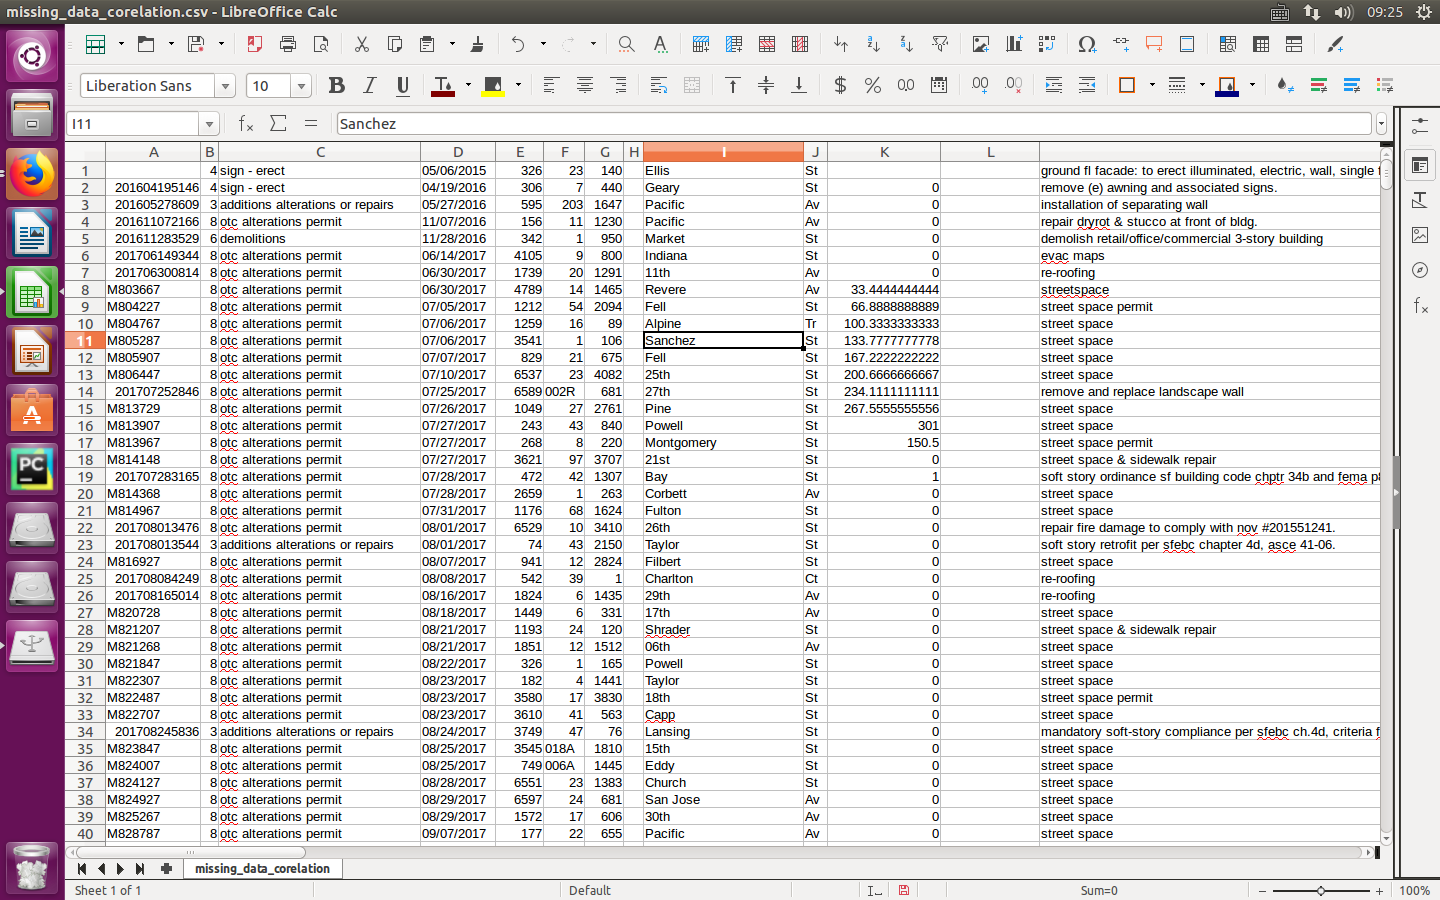 missing_data_corelation.csv - LibreOffice Calc 09:25
Liberation Sans 10
I11 Sanchez
A B C D E F G H I J K L
1 4 sign - erect 05/06/2015 326 23 140 Ellis St ground fl facade: to erect illuminated, electric, wall, single f
2 201604195146 4 sign - erect 04/19/2016 306 7 440 Geary St 0 remove (e) awning and associated signs.
3 201605278609 3 additions alterations or repairs 05/27/2016 595 203 1647 Pacific Av 0 installation of separating wall
4 201611072166 8 otc alterations permit 11/07/2016 156 11 1230 Pacific Av 0 repair dryrot & stucco at front of bldg.
5 201611283529 6 demolitions 11/28/2016 342 1 950 Market St 0 demolish retail/office/commercial 3-story building
6 201706149344 8 otc alterations permit 06/14/2017 4105 9 800 Indiana St 0 evac maps
7 201706300814 8 otc alterations permit 06/30/2017 1739 20 1291 11th Av 0 re-roofing
8 M803667 8 otc alterations permit 06/30/2017 4789 14 1465 Revere Av 33.4444444444 streetspace
9 M804227 8 otc alterations permit 07/05/2017 1212 54 2094 Fell St 66.8888888889 street space permit
10 M804767 8 otc alterations permit 07/06/2017 1259 16 89 Alpine Tr 100.3333333333 street space
11 M805287 8 otc alterations permit 07/06/2017 3541 1 106 Sanchez St 133.7777777778 street space
12 M805907 8 otc alterations permit 07/07/2017 829 21 675 Fell St 167.2222222222 street space
13 M806447 8 otc alterations permit 07/10/2017 6537 23 4082 25th St 200.6666666667 street space
14 201707252846 8 otc alterations permit 07/25/2017 6589 002R 681 27th St 234.1111111111 remove and replace landscape wall
15 M813729 8 otc alterations permit 07/26/2017 1049 27 2761 Pine St 267.5555555556 street space
16 M813907 8 otc alterations permit 07/27/2017 243 43 840 Powell St 301 street space
17 M813967 8 otc alterations permit 07/27/2017 268 8 220 Montgomery St 150.5 street space permit
18 M814148 8 otc alterations permit 07/27/2017 3621 97 3707 21st St 0 street space & sidewalk repair
19 201707283165 8 otc alterations permit 07/28/2017 472 42 1307 Bay St 1 soft story ordinance sf building code chptr 34b and fema p8
20 M814368 8 otc alterations permit 07/28/2017 2659 1 263 Corbett Av 0 street space
21 M814967 8 otc alterations permit 07/31/2017 1176 68 1624 Fulton St 0 street space
22 201708013476 8 otc alterations permit 08/01/2017 6529 10 3410 26th St 0 repair fire damage to comply with nov #201551241.
23 201708013544 3 additions alterations or repairs 08/01/2017 74 43 2150 Taylor St 0 soft story retrofit per sfebc chapter 4d, asce 41-06.
24 M816927 8 otc alterations permit 08/07/2017 941 12 2824 Filbert St 0 street space
25 201708084249 8 otc alterations permit 08/08/2017 542 39 1 Charlton Ct 0 re-roofing
26 201708165014 8 otc alterations permit 08/16/2017 1824 6 1435 29th Av 0 re-roofing
27 M820728 8 otc alterations permit 08/18/2017 1449 6 331 17th Av 0 street space
28 M821207 8 otc alterations permit 08/21/2017 1193 24 120 Shrader St 0 street space & sidewalk repair
29 M821268 8 otc alterations permit 08/21/2017 1851 12 1512 06th Av 0 street space
30 M821847 8 otc alterations permit 08/22/2017 326 1 165 Powell St 0 street space
31 M822307 8 otc alterations permit 08/23/2017 182 4 1441 Taylor St 0 street space
32 M822487 8 otc alterations permit 08/23/2017 3580 17 3830 18th St 0 street space permit
33 M822707 8 otc alterations permit 08/23/2017 3610 41 563 Capp St 0 street space
34 201708245836 3 additions alterations or repairs 08/24/2017 3749 47 76 Lansing St 0 mandatory soft-story compliance per sfebc ch.4d, criteria f
35 M823847 8 otc alterations permit 08/25/2017 3545 018A 1810 15th St 0 street space
36 M824007 8 otc alterations permit 08/25/2017 749 006A 1445 Eddy St 0 street space
37 M824127 8 otc alterations permit 08/28/2017 6551 23 1383 Church St 0 street space
38 M824927 8 otc alterations permit 08/29/2017 6597 24 681 San Jose Av 0 street space
39 M825267 8 otc alterations permit 08/29/2017 1572 17 606 30th Av 0 street space
40 M828787 8 otc alterations permit 09/07/2017 177 22 655 Pacific Av 0 street space
missing_data_corelation
Sheet 1 of 1 Default Sum=0 100%